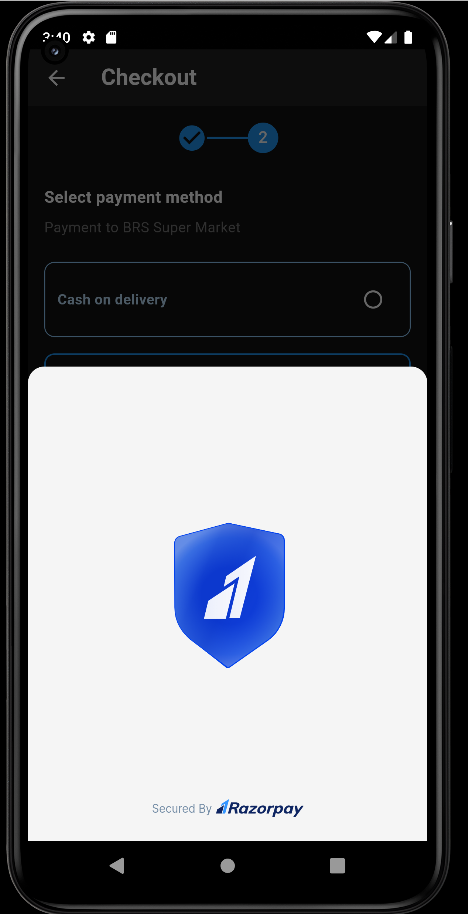 3:40
Checkout
2
Select payment method
Payment to BRS Super Market
Cash on delivery
Secured By Razorpay